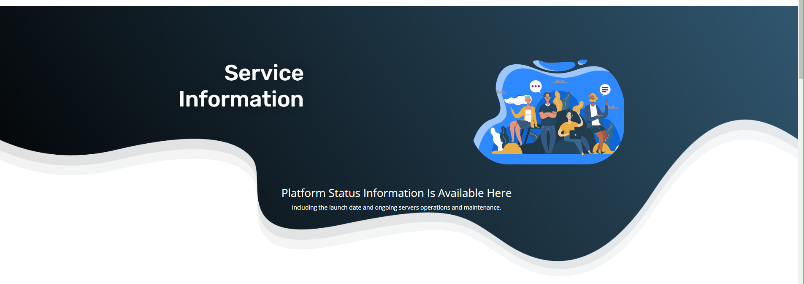 Service
Information
Platform Status Information Is Available Here
Including the launch date and ongoing servers operations and maintenance.